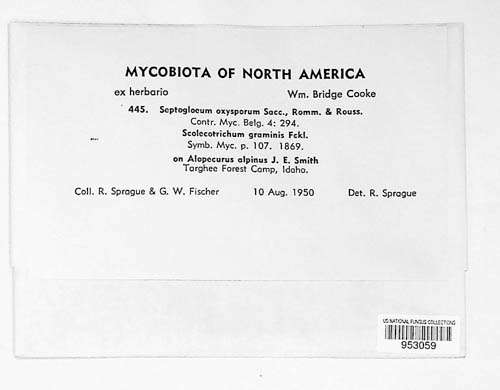 MYCOBIOTA OF NORTH AMERICA
ex herbario Wm. Bridge Cooke
445. Septogloeum oxysporum Sacc., Romm. & Rouss.
Contr. Myc. Belg. 4: 294.
Scolecotrichum graminis Fckl.
Symb. Myc. p. 107. 1869.
on Alopecurus alpinus J. E. Smith
Targhee Forest Camp, Idaho.
Coll. R. Sprague & G. W. Fischer 10 Aug. 1950 Det. R. Sprague
US NATIONAL FUNGUS COLLECTIONS
953059